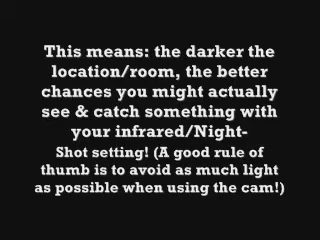 This means: the darker the
location/room, the better
chances you might actually
see & catch something with
your infrared/Night-
Shot setting! (A good rule of
thumb is to avoid as much light
as possible when using the cam!)